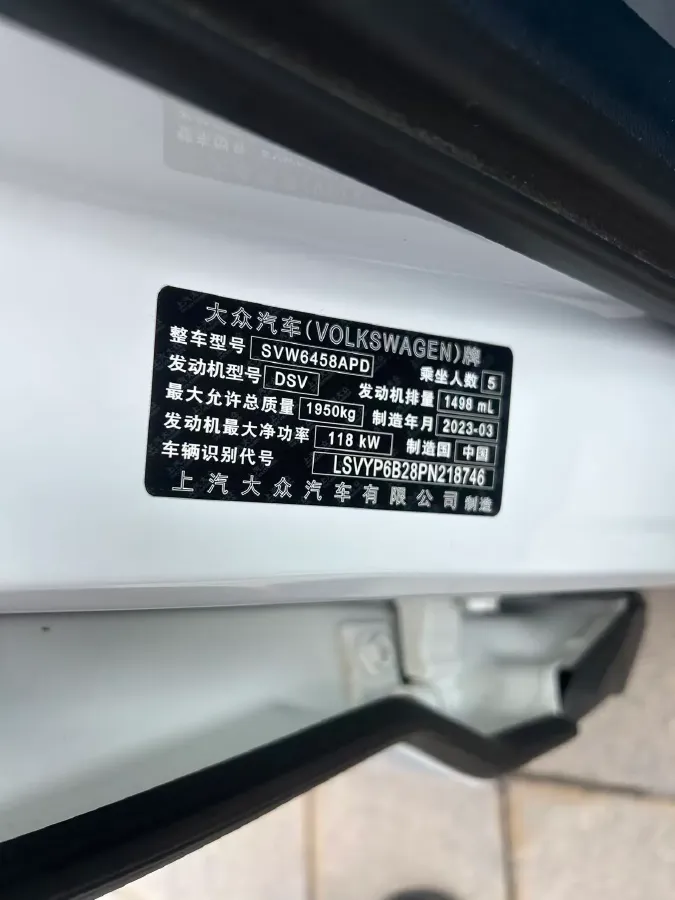 大众汽车(VOLKSWAGEN)牌
整车型号 SVW6458APD 乘坐人数 5
发动机型号 DSV 发动机排量 1498 mL
最大允许总质量 1950kg 制造年月 2023-03
发动机最大净功率 118 kW 制造国 中国
车辆识别代号 LSVYP6B28PN218746
上汽大众汽车有限公司 制造